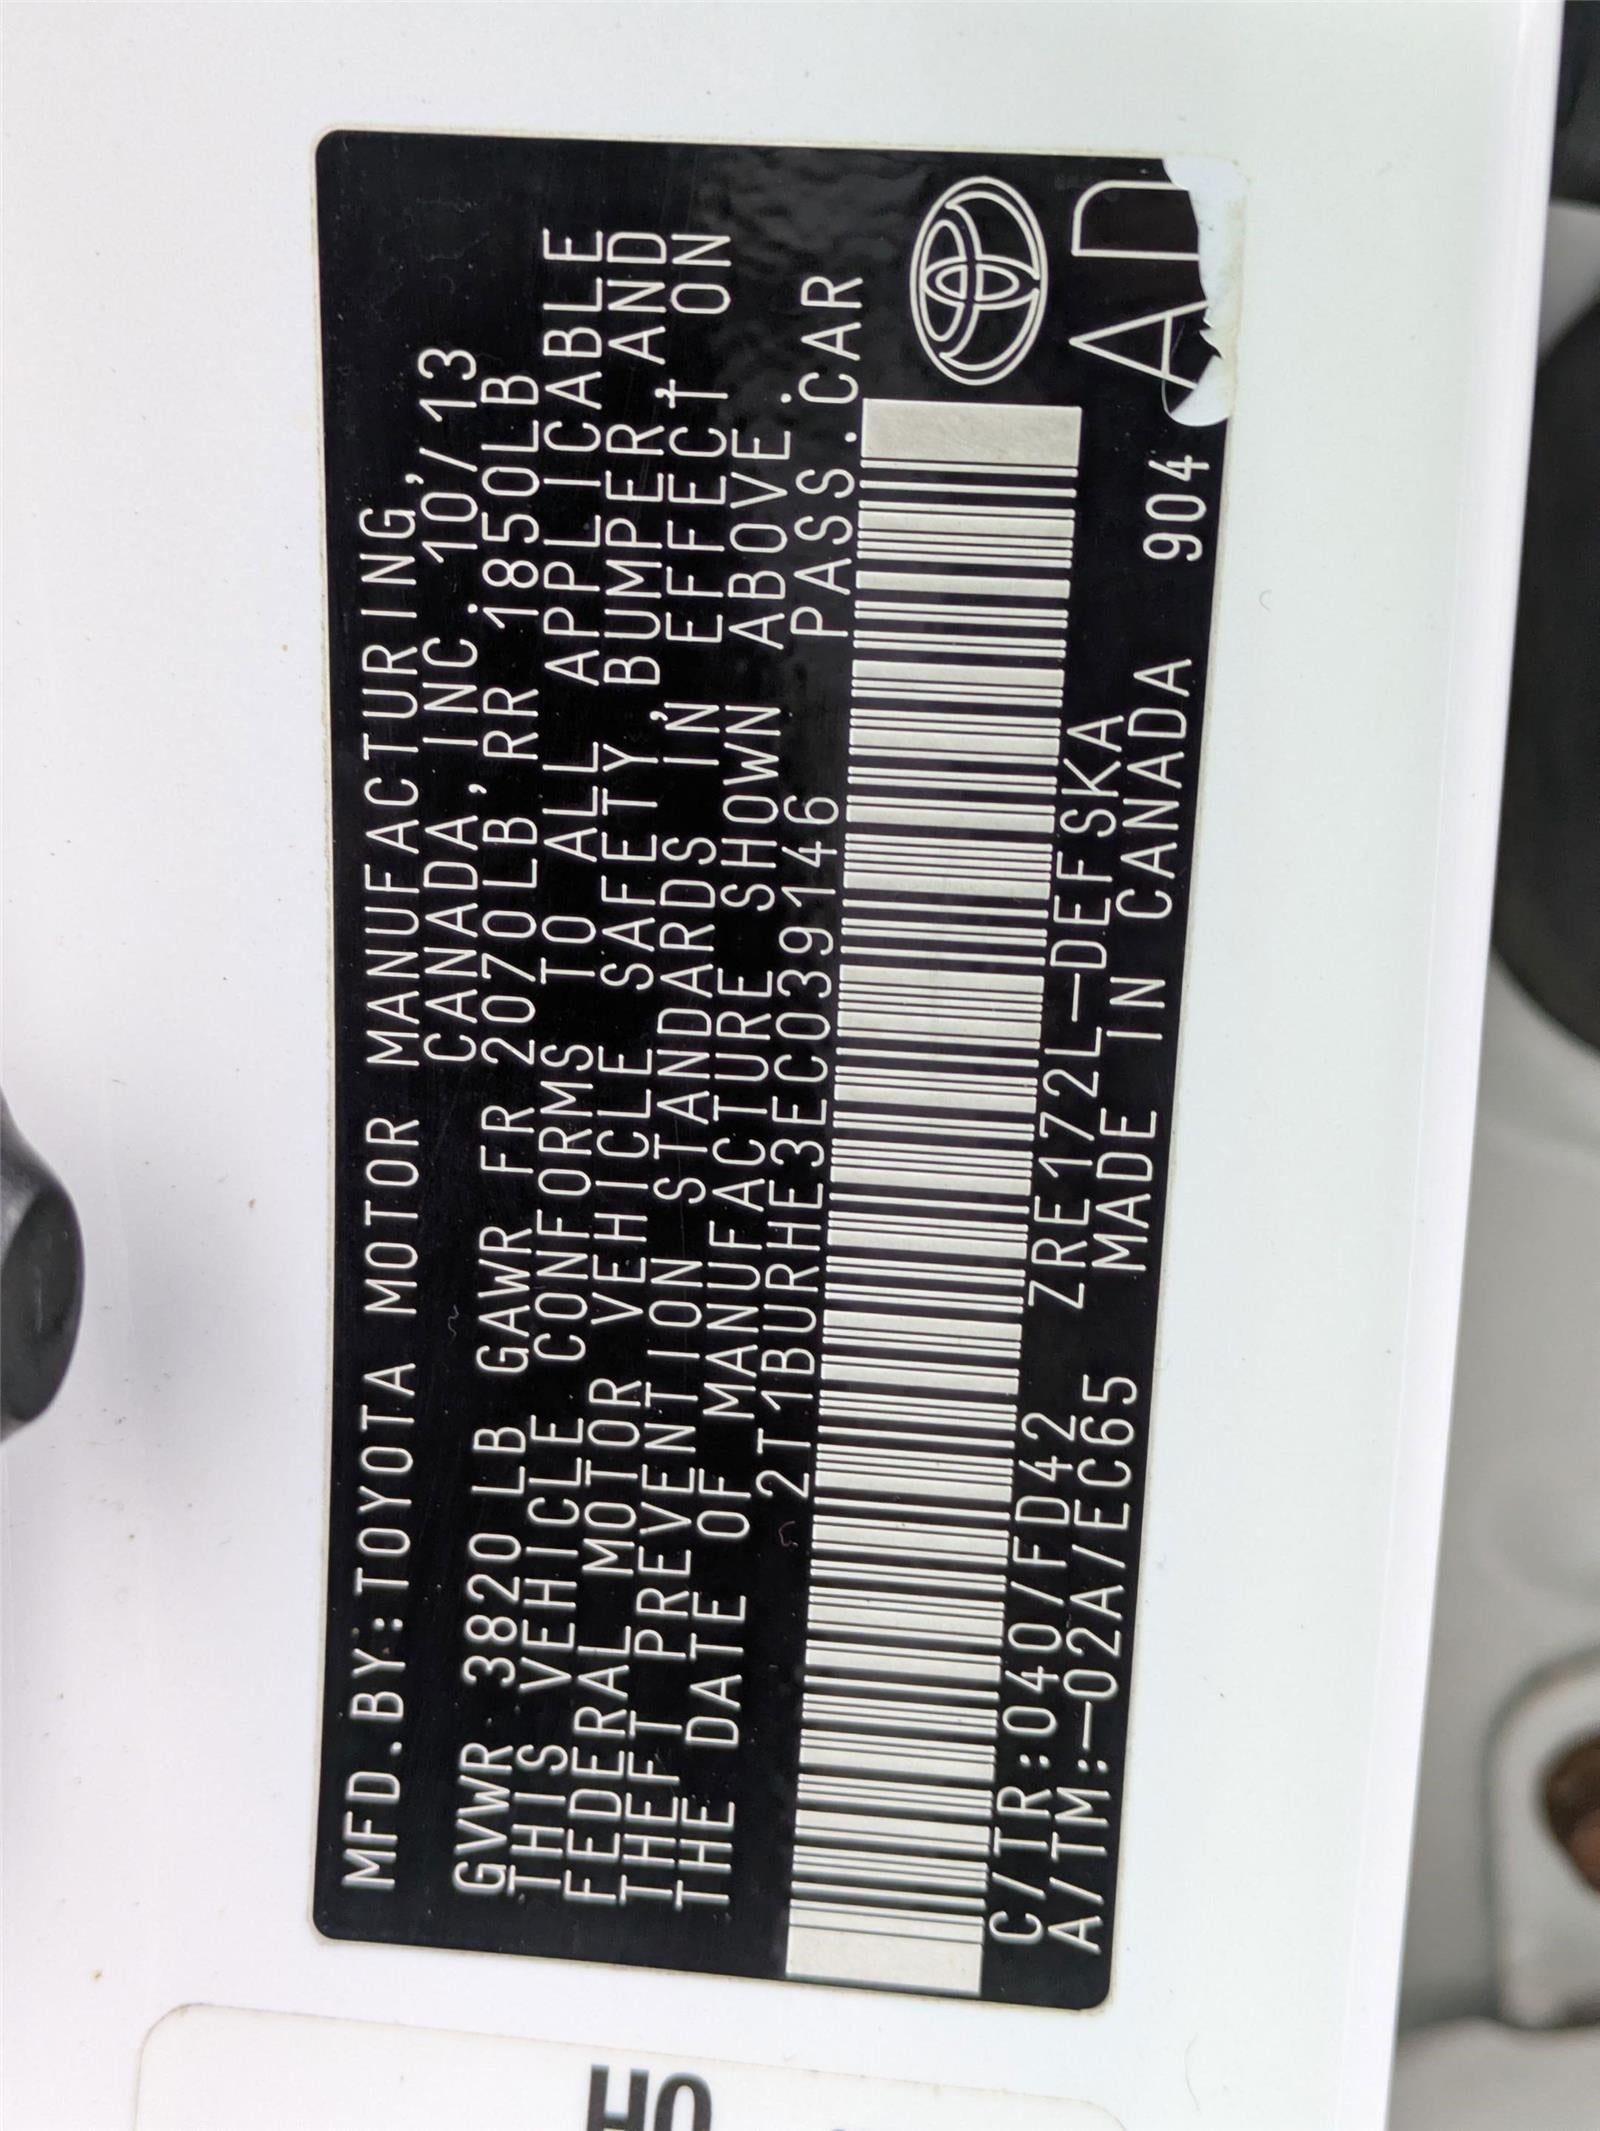 MFD.BY:TOYOTA MOTOR MANUFACTURING,
CANADA, INC. 10/13
GVWR 3820 LB GAWR FR 2070LB RR 1850LB
THIS VEHICLE CONFORMS TO ALL APPLICABLE
FEDERAL MOTOR VEHICLE SAFETY, BUMPER, AND
THEFT PREVENTION STANDARDS IN EFFECT ON
THE DATE OF MANUFACTURE SHOWN ABOVE.
2T1BURHE3EC039146 PASS.CAR
C/TR:040/FD42 ZRE172L-DEFSKA
A/TM:-02A/EC65 MADE IN CANADA 904
AD
HO